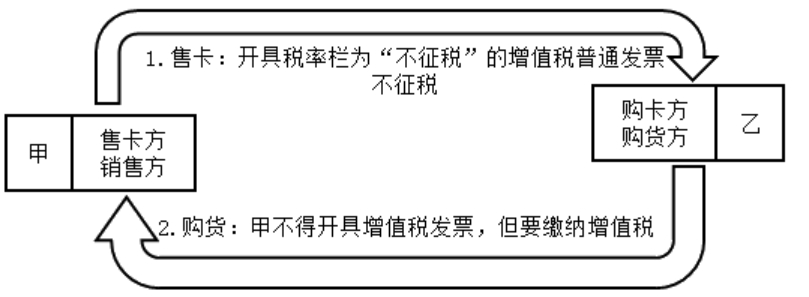 1.售卡：开具税率栏为“不征税”的增值税普通发票
不征税
甲
售卡方
销售方
购卡方
购货方
乙
2.购货：甲不得开具增值税发票，但要缴纳增值税